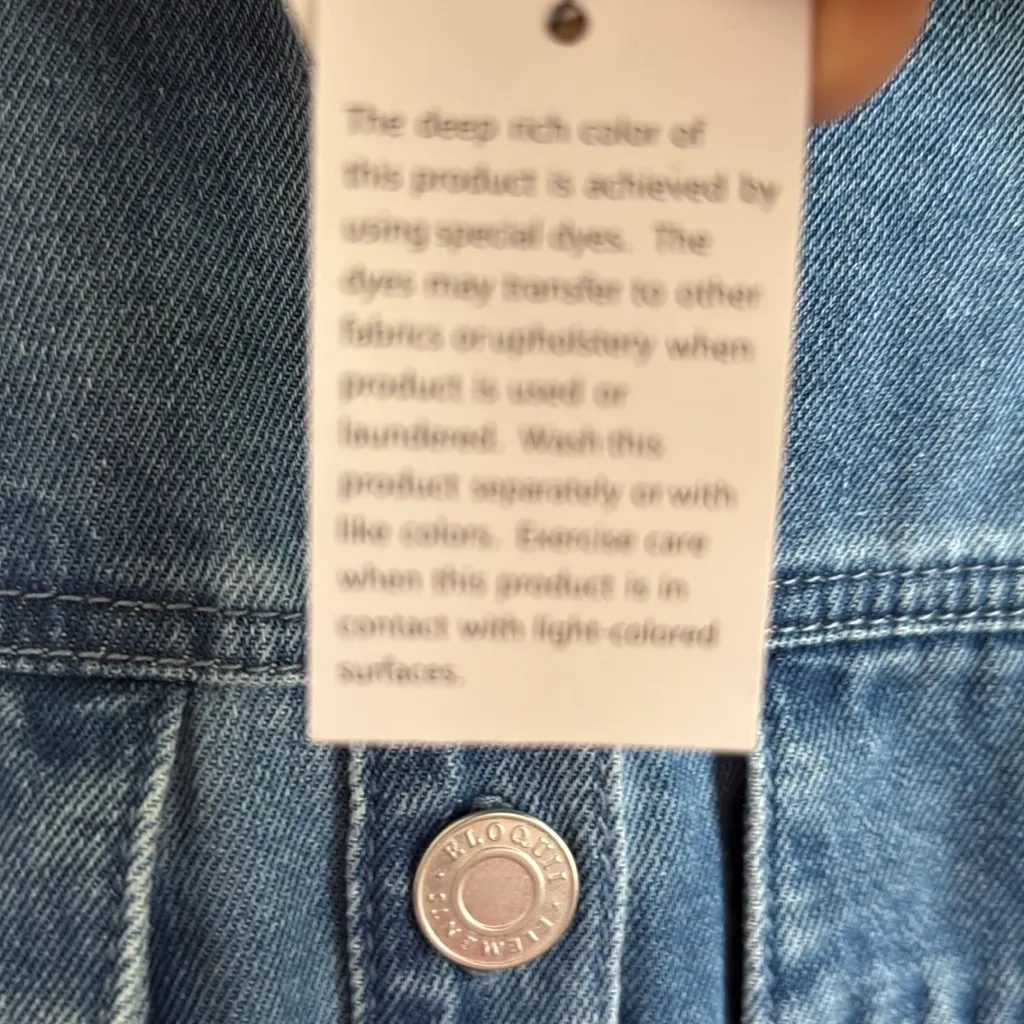 The deep rich color of
this product is achieved by
using special dyes. The
dyes may transfer to other
fabrics or upholstery when
product is used or
laundered. Wash this
product separately or with
like colors. Exercise care
when this product is in
contact with light-colored
surfaces.
ELOQUII
ELEMENTS